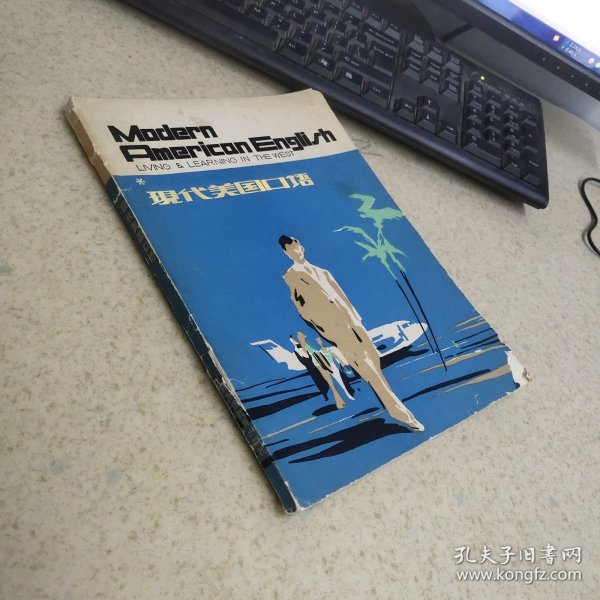 Modern
American English
LIVING & LEARNING IN THE WEST
*現代美国口语
孔夫子旧书网
www.kongfz.com